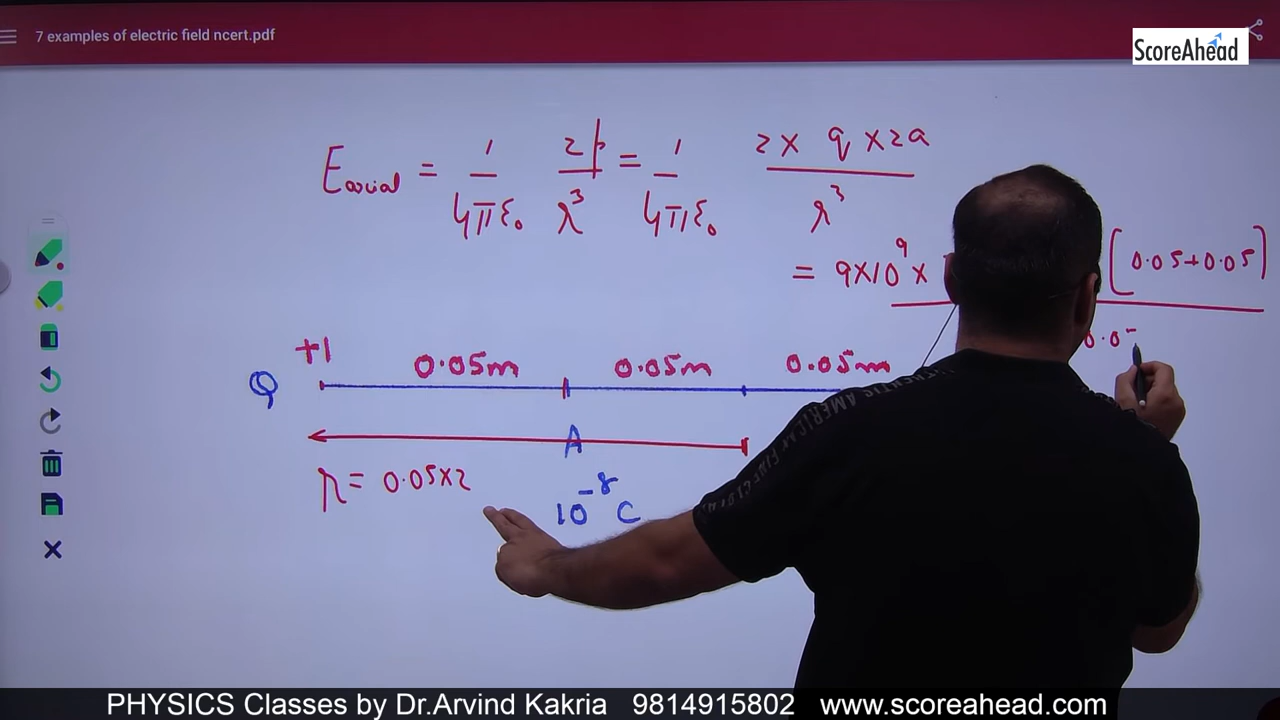 7 examples of electric field ncert.pdf
ScoreAhead
E axial = 1/4πε₀ 2p/r³ = 1/4πε₀ 2 × q × 2a/r³
= 9×10⁹ × [0.05+0.05]
0.0
+1 0.05m 0.05m 0.05m
Q
A
r = 0.05×2
10⁻⁸ C
PHYSICS Classes by Dr.Arvind Kakria 9814915802 www.scoreahead.com